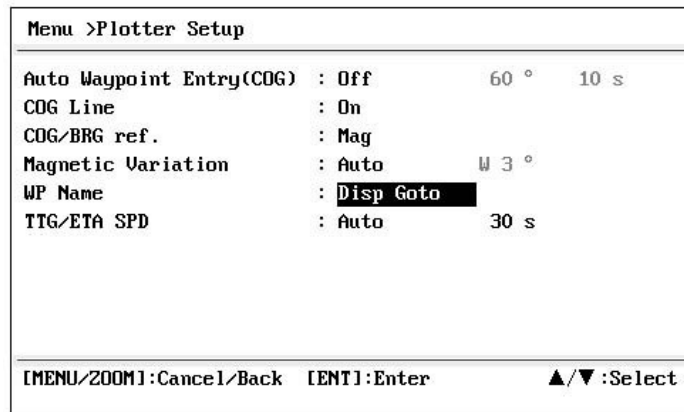 Menu >Plotter Setup
Auto Waypoint Entry(COG) : Off 60 ° 10 s
COG Line : On
COG/BRG ref. : Mag
Magnetic Variation : Auto W 3 °
WP Name : Disp Goto
TTG/ETA SPD : Auto 30 s
[MENU/ZOOM]:Cancel/Back [ENT]:Enter ▲/▼:Select